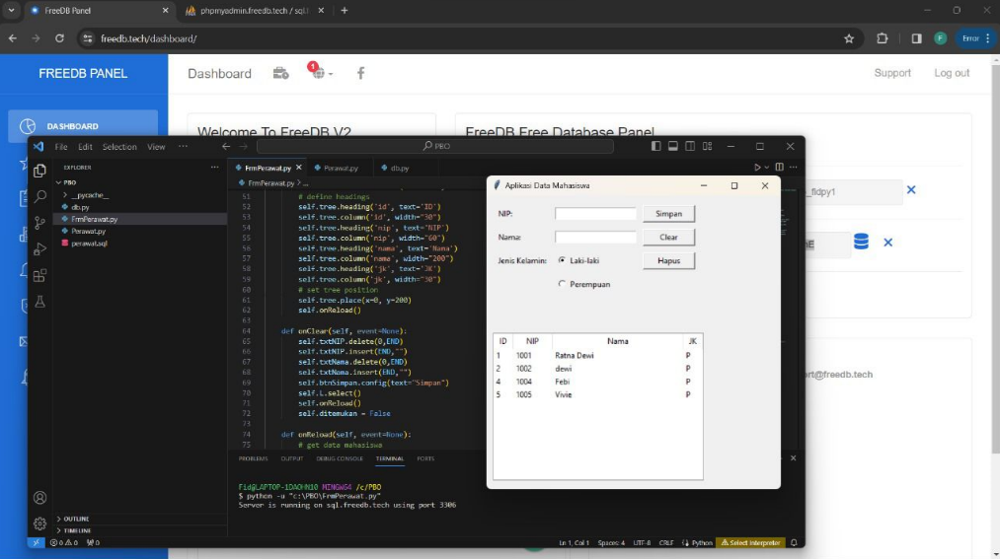 FreeDB Panel
phpmyadmin.freedb.tech / sql.f
freedb.tech/dashboard/
F
Error
FREEDB PANEL
Dashboard
1
Support
Log out
DASHBOARD
Welcome To FreeDB V2
FreeDB Free Database Panel
_fidpy1
rt@freedb.tech
File Edit Selection View ...
PBO
EXPLORER
PBO
__pycache__
db.py
FrmPerawat.py
Perawat.py
perawat.sql
OUTLINE
TIMELINE
FrmPerawat.py
Perawat.py
db.py
FrmPerawat.py > ...
51 # define headings
52 self.tree.heading('id', text='ID')
53 self.tree.column('id', width="30")
54 self.tree.heading('nip', text="NIP")
55 self.tree.column('nip', width="60")
56 self.tree.heading('nama', text='Nama')
57 self.tree.column('nama', width="200")
58 self.tree.heading('jk', text='JK')
59 self.tree.column('jk', width="30")
60 # set tree position
61 self.tree.place(x=0, y=200)
62 self.onReload()
63
64 def onClear(self, event=None):
65 self.txtNIP.delete(0,END)
66 self.txtNIP.insert(END,"")
67 self.txtNama.delete(0,END)
68 self.txtNama.insert(END,"")
69 self.btnSimpan.config(text="Simpan")
70 self.L.select()
71 self.onReload()
72 self.ditemukan = False
73
74 def onReload(self, event=None):
75 # get data mahasiswa
PROBLEMS OUTPUT DEBUG CONSOLE TERMINAL PORTS
Fid@LAPTOP-1DAOHN10 MINGW64 /c/PBO
$ python -u "c:\PBO\FrmPerawat.py"
Server is running on sql.freedb.tech using port 3306
0 0 0
Ln 1, Col 1 Spaces: 4 UTF-8 CRLF Python Select Interpreter
Aplikasi Data Mahasiswa
NIP: Simpan
Nama: Clear
Jenis Kelamin: Laki-laki Hapus
Perempuan
ID NIP Nama JK
1 1001 Ratna Dewi P
2 1002 dewi P
4 1004 Febi P
5 1005 Vivie P